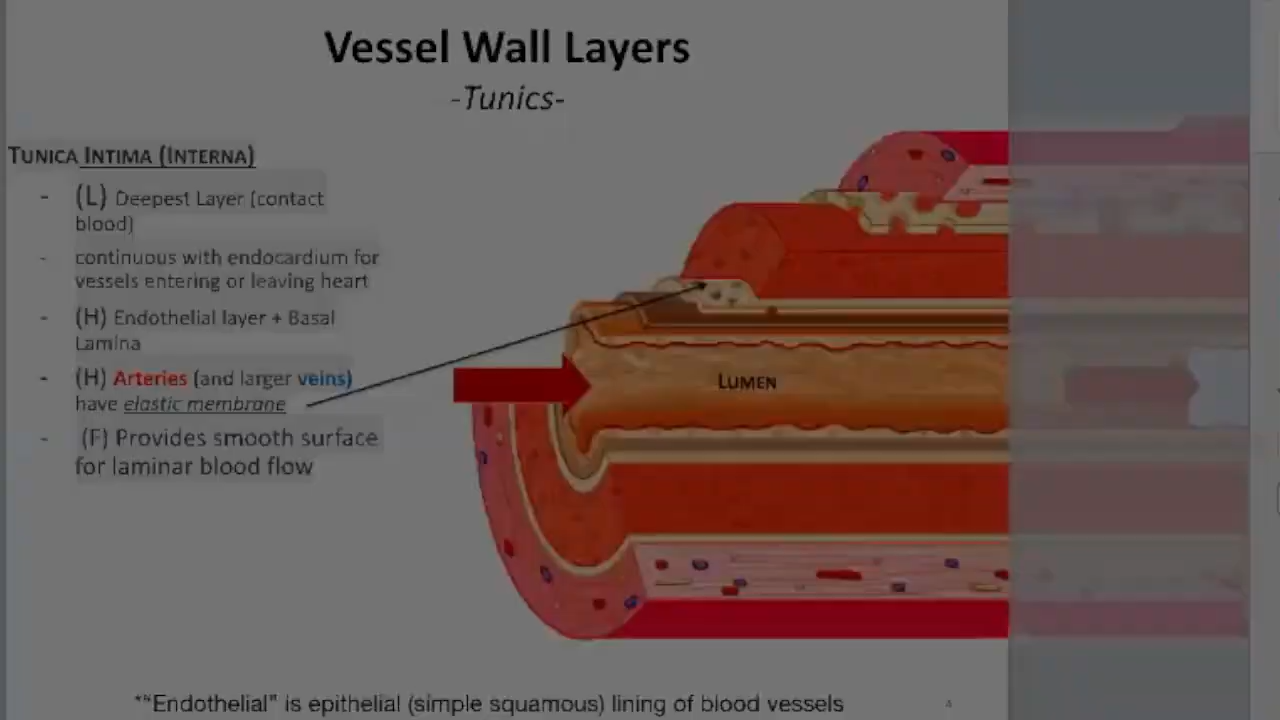 Vessel Wall Layers
-Tunics-
TUNICA INTIMA (INTERNA)
- (L) Deepest Layer (contact
blood)
- continuous with endocardium for
vessels entering or leaving heart
- (H) Endothelial layer + Basal
Lamina
- (H) Arteries (and larger veins)
have elastic membrane
- (F) Provides smooth surface
for laminar blood flow
LUMEN
*“Endothelial” is epithelial (simple squamous) lining of blood vessels
4